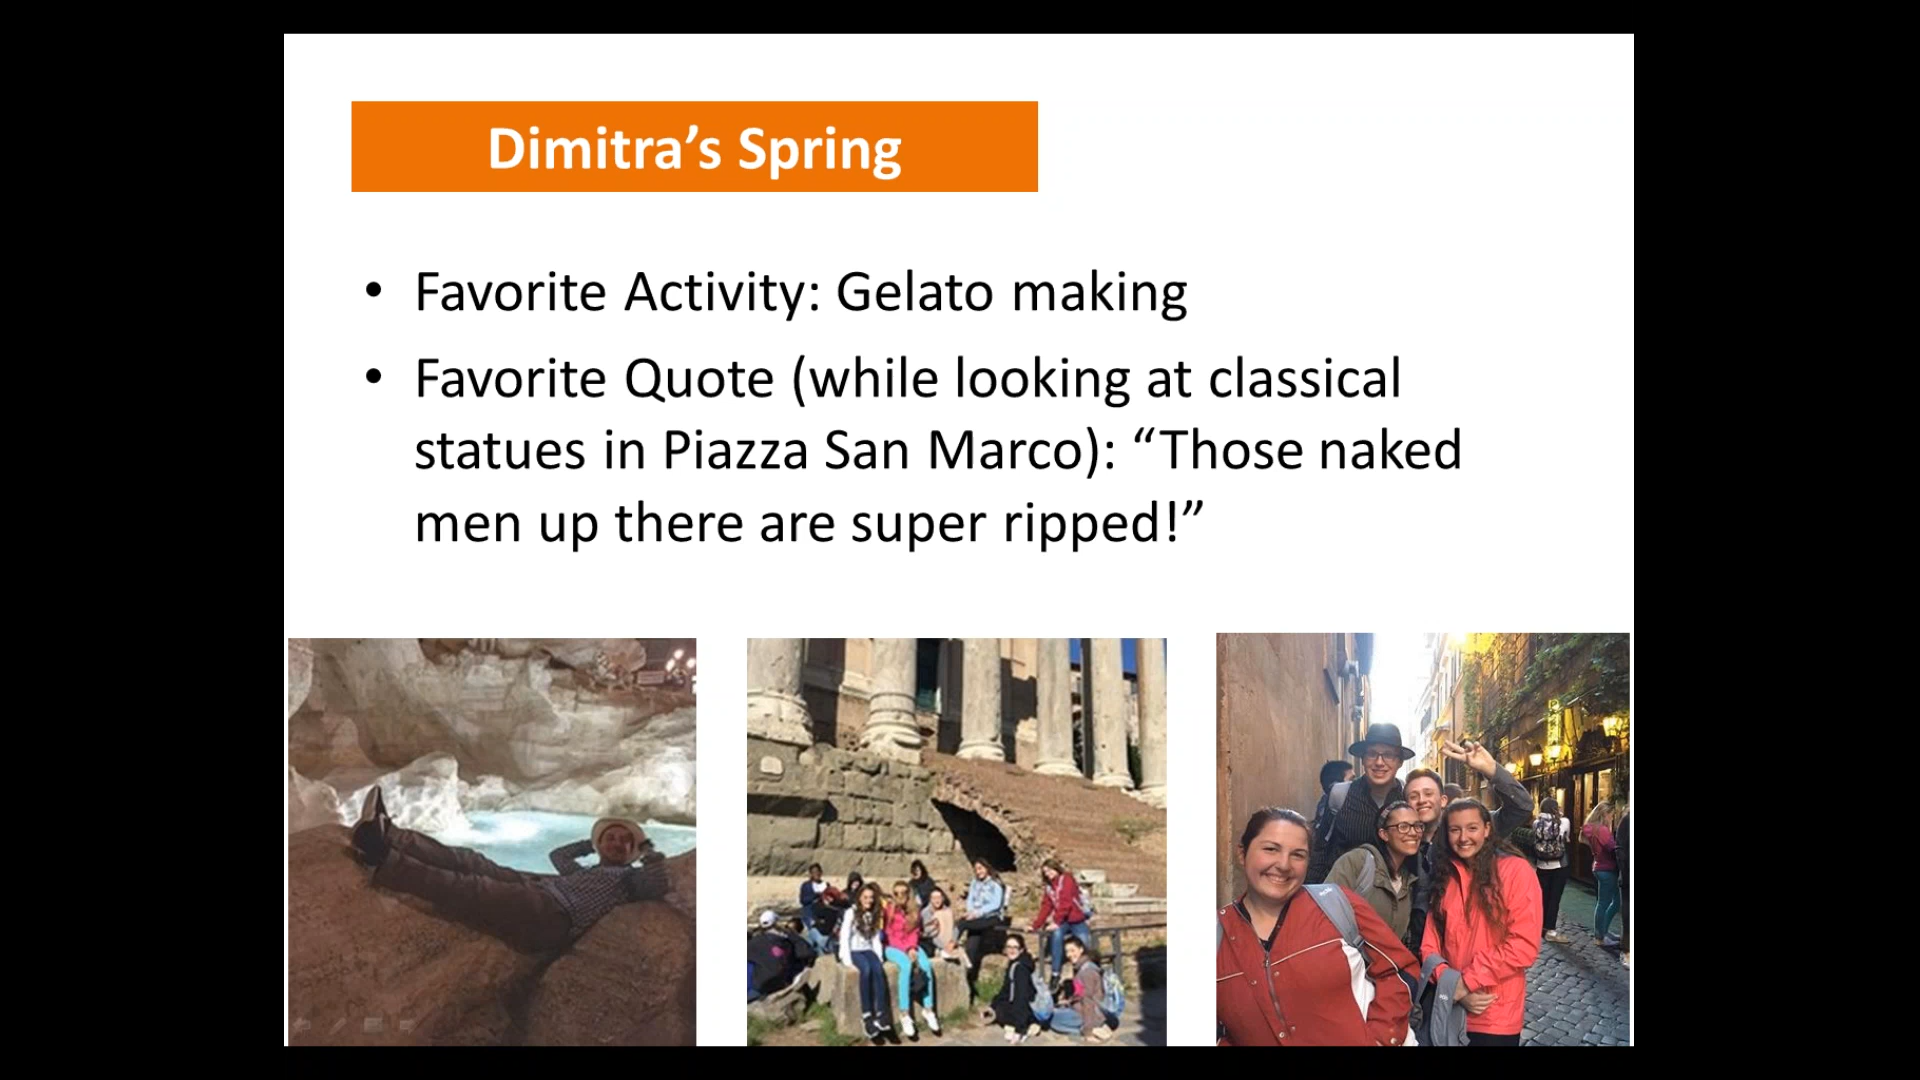 Dimitra’s Spring
• Favorite Activity: Gelato making
• Favorite Quote (while looking at classical
statues in Piazza San Marco): “Those naked
men up there are super ripped!”